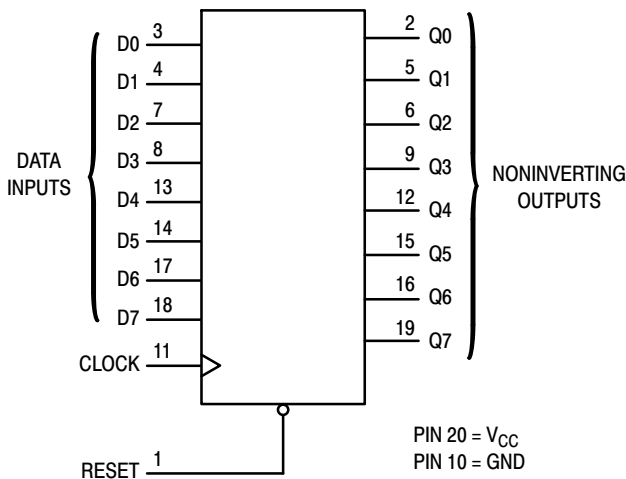 D0 3
D1 4
D2 7
D3 8
D4 13
D5 14
D6 17
D7 18
DATA
INPUTS
CLOCK 11
RESET 1
2 Q0
5 Q1
6 Q2
9 Q3
12 Q4
15 Q5
16 Q6
19 Q7
NONINVERTING
OUTPUTS
PIN 20 = VCC
PIN 10 = GND